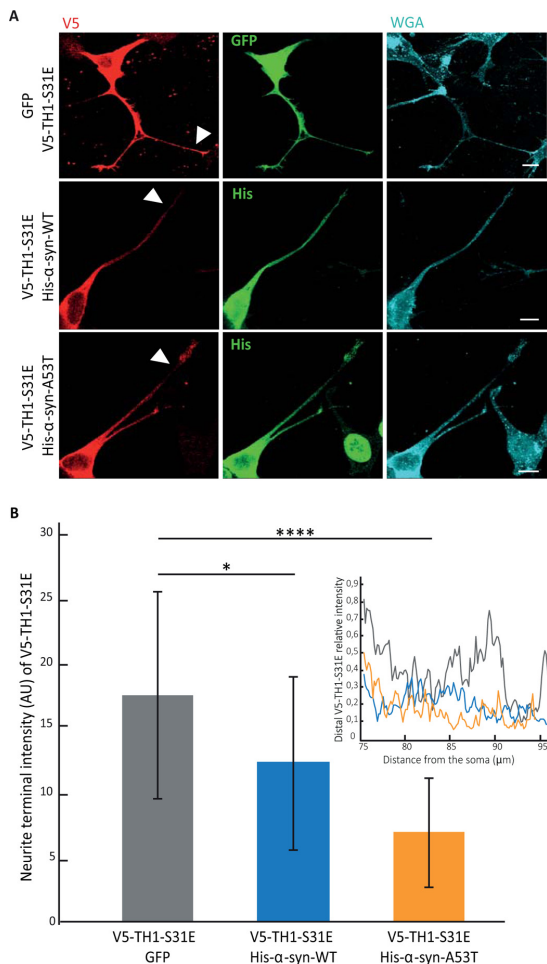 A
V5
GFP
WGA
GFP
V5-TH1-S31E
V5-TH1-S31E
His-α-syn-WT
His
V5-TH1-S31E
His-α-syn-A53T
His
B
Neurite terminal intensity (AU) of V5-TH1-S31E
30
25
20
15
10
5
0
****
*
Distal V5-TH1-S31E relative intensity
0,9
0,8
0,7
0,6
0,5
0,4
0,3
0,2
0,1
0
75 80 85 90 95
Distance from the soma (μm)
V5-TH1-S31E
GFP
V5-TH1-S31E
His-α-syn-WT
V5-TH1-S31E
His-α-syn-A53T